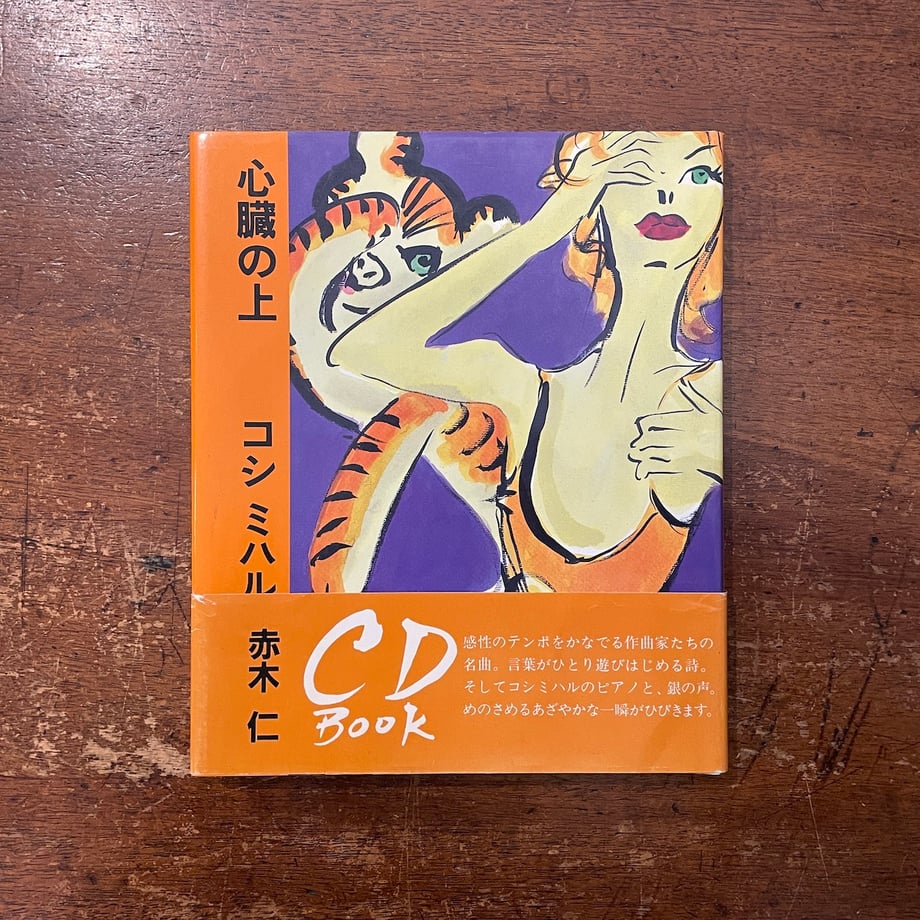 心臓の上
コシミハル
赤木 仁
CD
Book
感性のテンポをかなでる作曲家たちの
名曲。言葉がひとり遊びはじめる詩。
そしてコシミハルのピアノと、銀の声。
めのさめるあざやかな一瞬がひびきます。